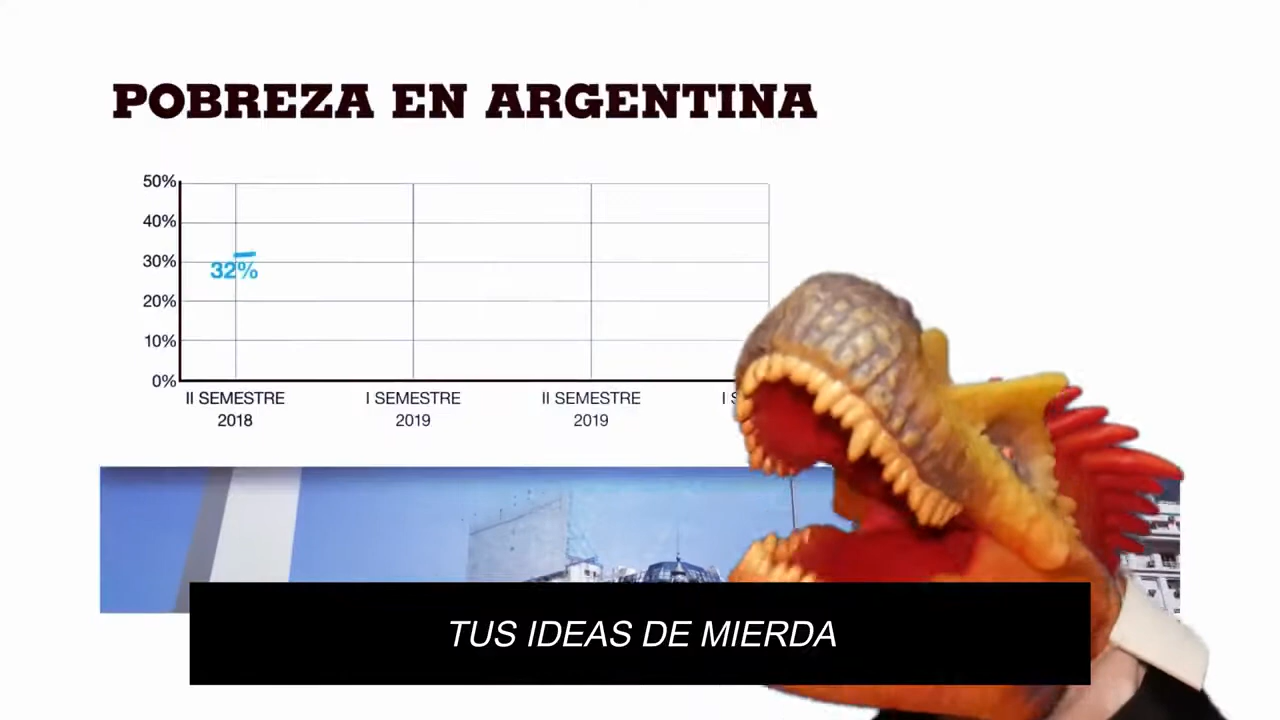 POBREZA EN ARGENTINA
50%
40%
30%
32%
20%
10%
0%
II SEMESTRE 2018
I SEMESTRE 2019
II SEMESTRE 2019
I S
TUS IDEAS DE MIERDA